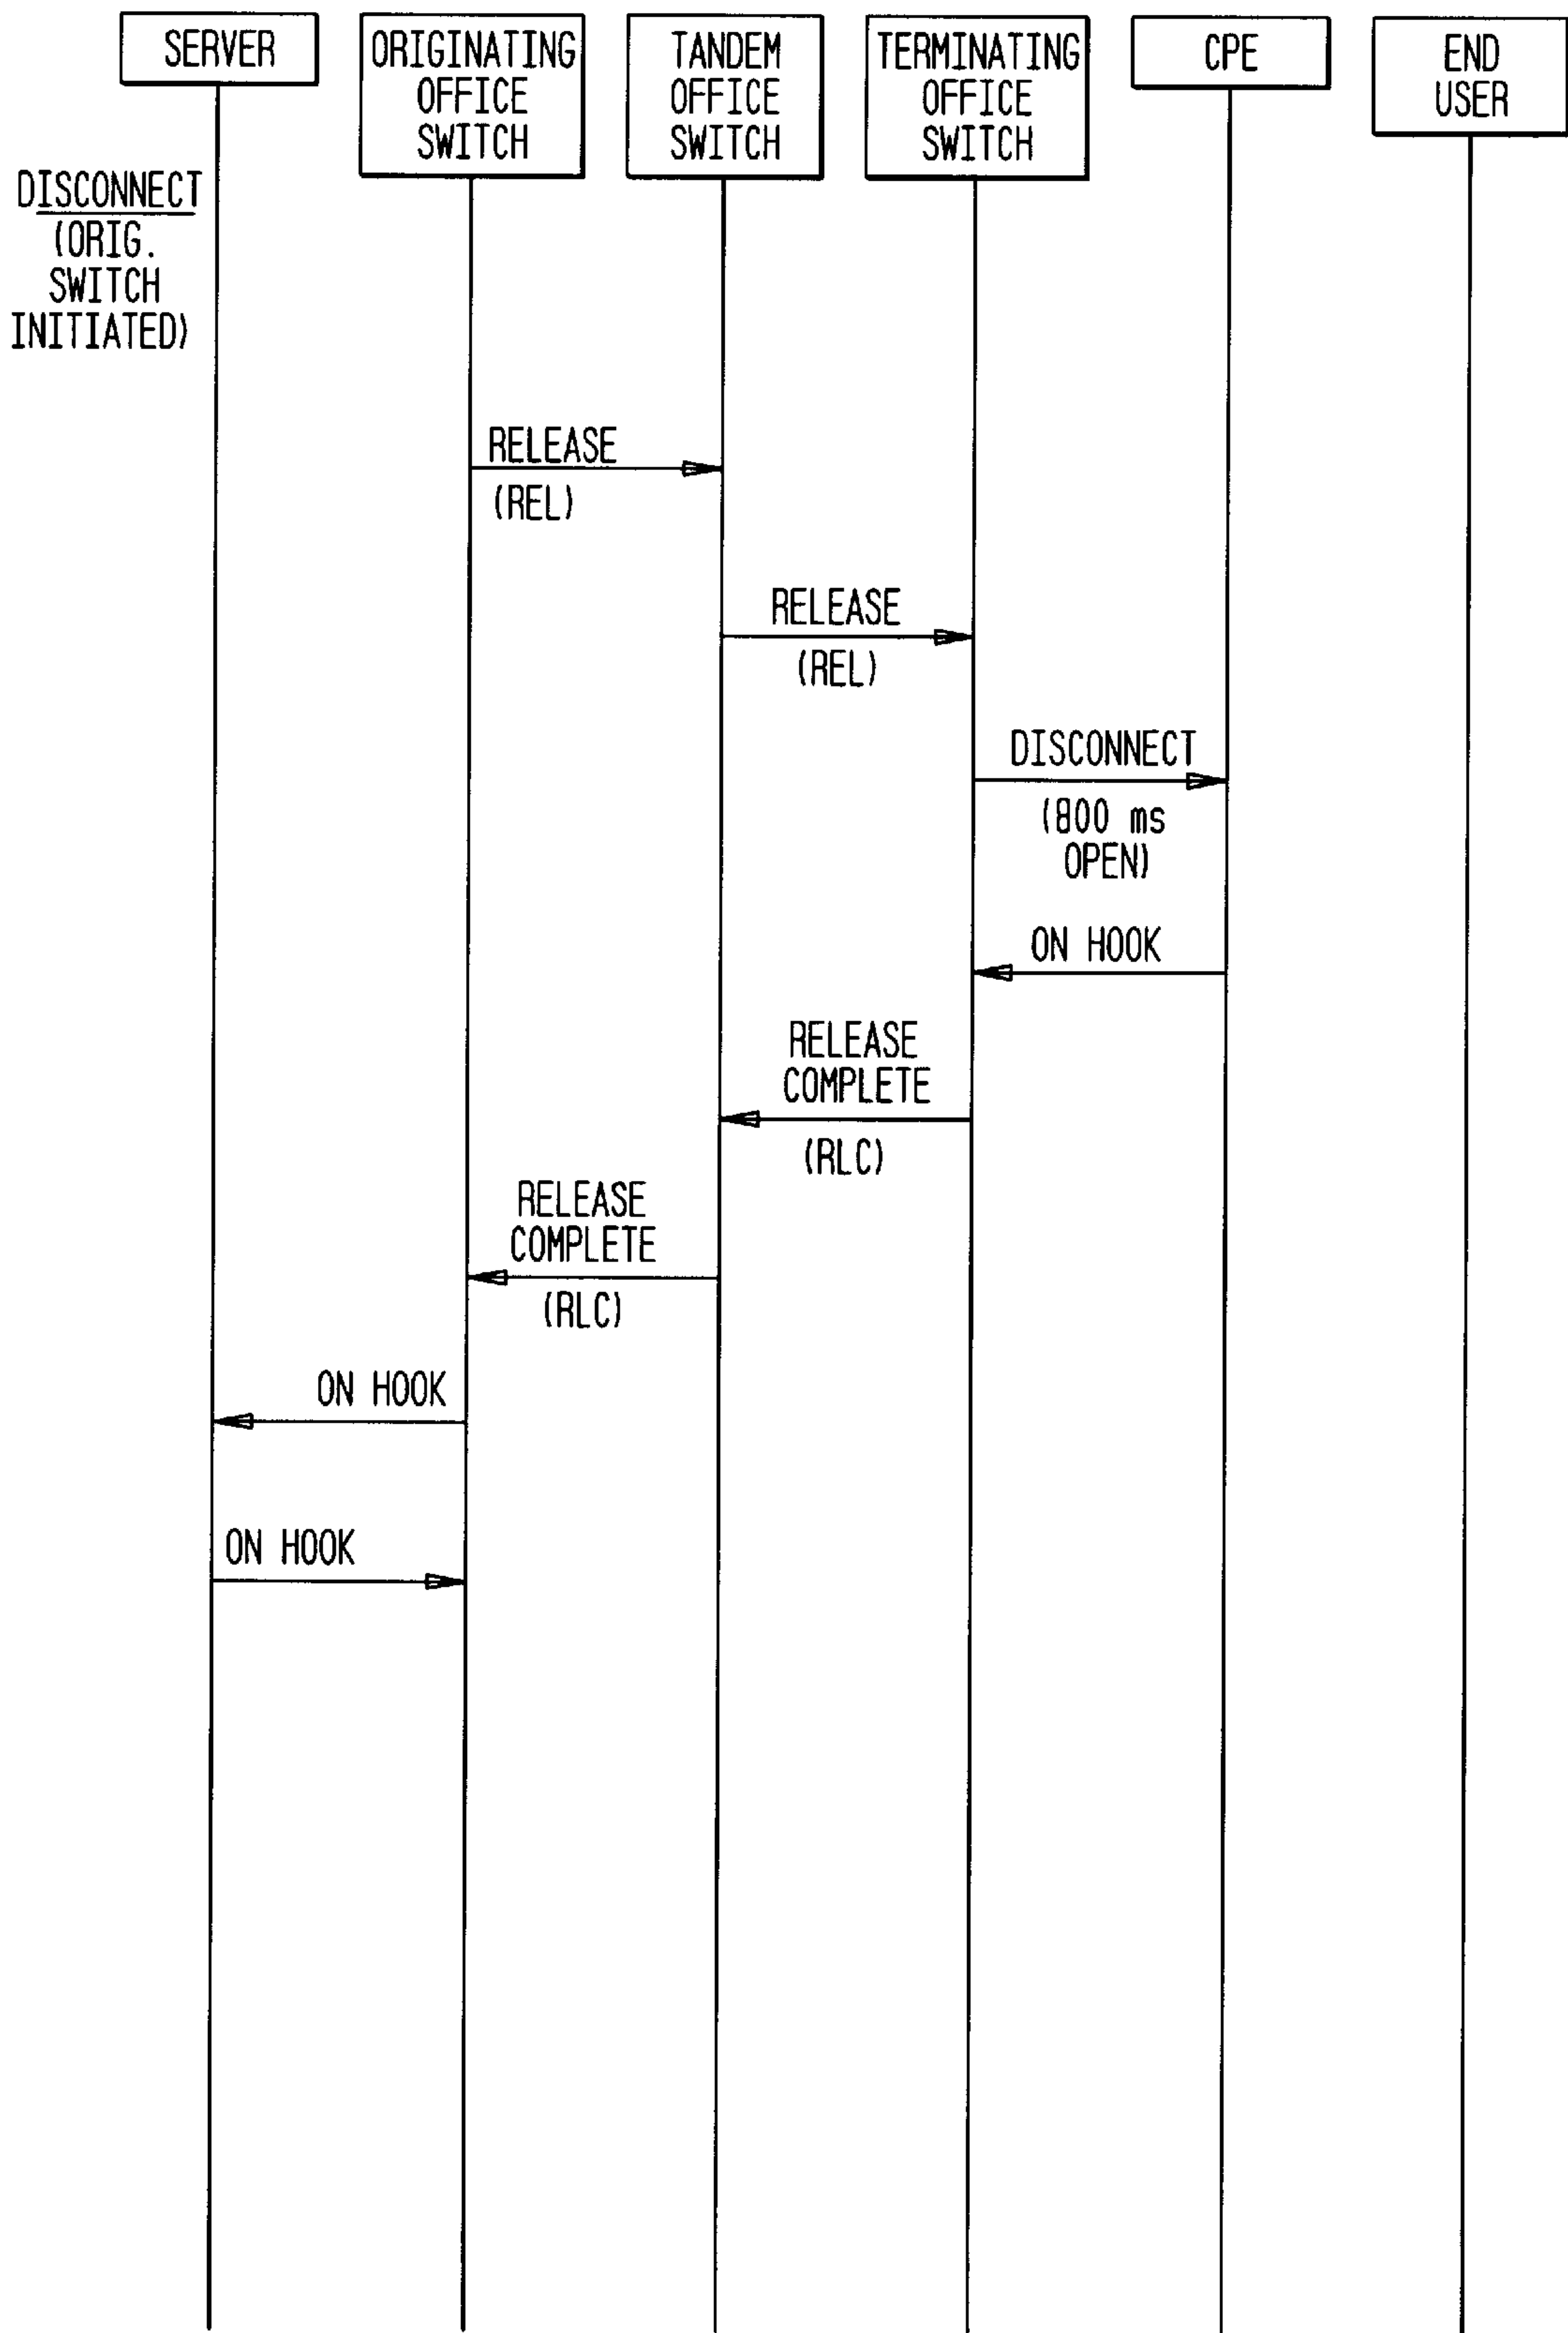 SERVER
ORIGINATING
OFFICE
SWITCH
TANDEM
OFFICE
SWITCH
TERMINATING
OFFICE
SWITCH
CPE
END
USER
DISCONNECT
(ORIG.
SWITCH
INITIATED)
RELEASE
(REL)
RELEASE
(REL)
DISCONNECT
(800 ms
OPEN)
ON HOOK
RELEASE
COMPLETE
(RLC)
RELEASE
COMPLETE
(RLC)
ON HOOK
ON HOOK